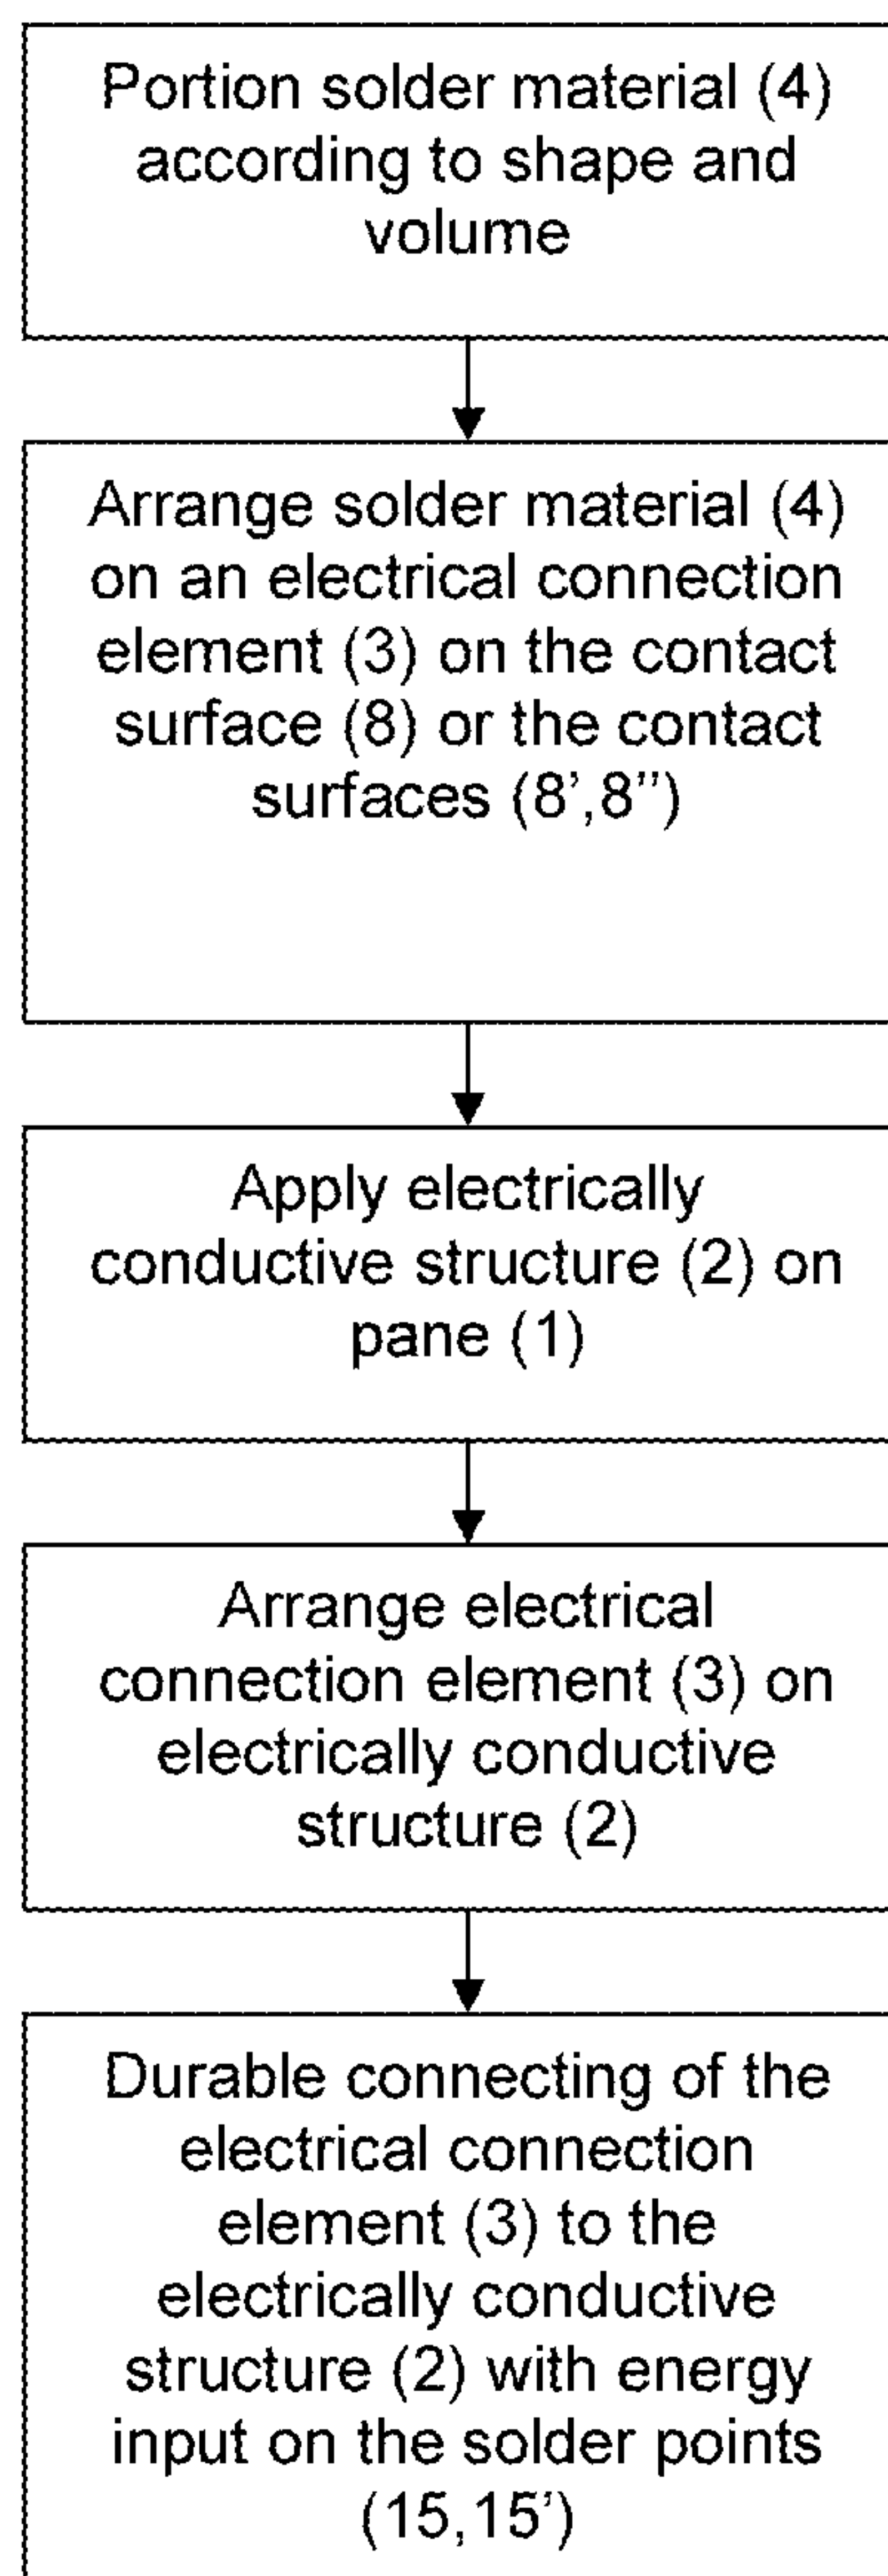 Portion solder material (4)
according to shape and
volume
Arrange solder material (4)
on an electrical connection
element (3) on the contact
surface (8) or the contact
surfaces (8’,8’’)
Apply electrically
conductive structure (2) on
pane (1)
Arrange electrical
connection element (3) on
electrically conductive
structure (2)
Durable connecting of the
electrical connection
element (3) to the
electrically conductive
structure (2) with energy
input on the solder points
(15,15’)